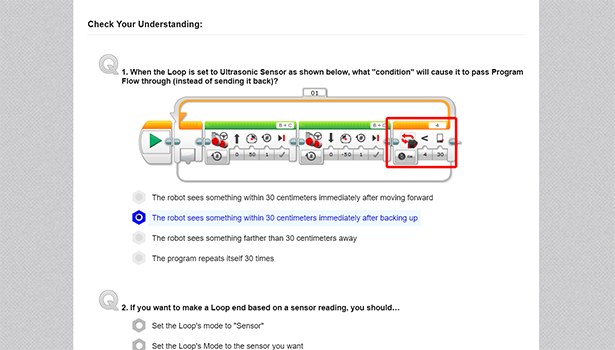 Check Your Understanding:
Q
1. When the Loop is set to Ultrasonic Sensor as shown below, what "condition" will cause it to pass Program
Flow through (instead of sending it back)?
01
B + C
B + C
4
<
0 50 1
0 -50 1
cm 4 30
The robot sees something within 30 centimeters immediately after moving forward
The robot sees something within 30 centimeters immediately after backing up
The robot sees something farther than 30 centimeters away
The program repeats itself 30 times
Q
2. If you want to make a Loop end based on a sensor reading, you should…
Set the Loop's mode to "Sensor"
Set the Loop's Mode to the sensor you want